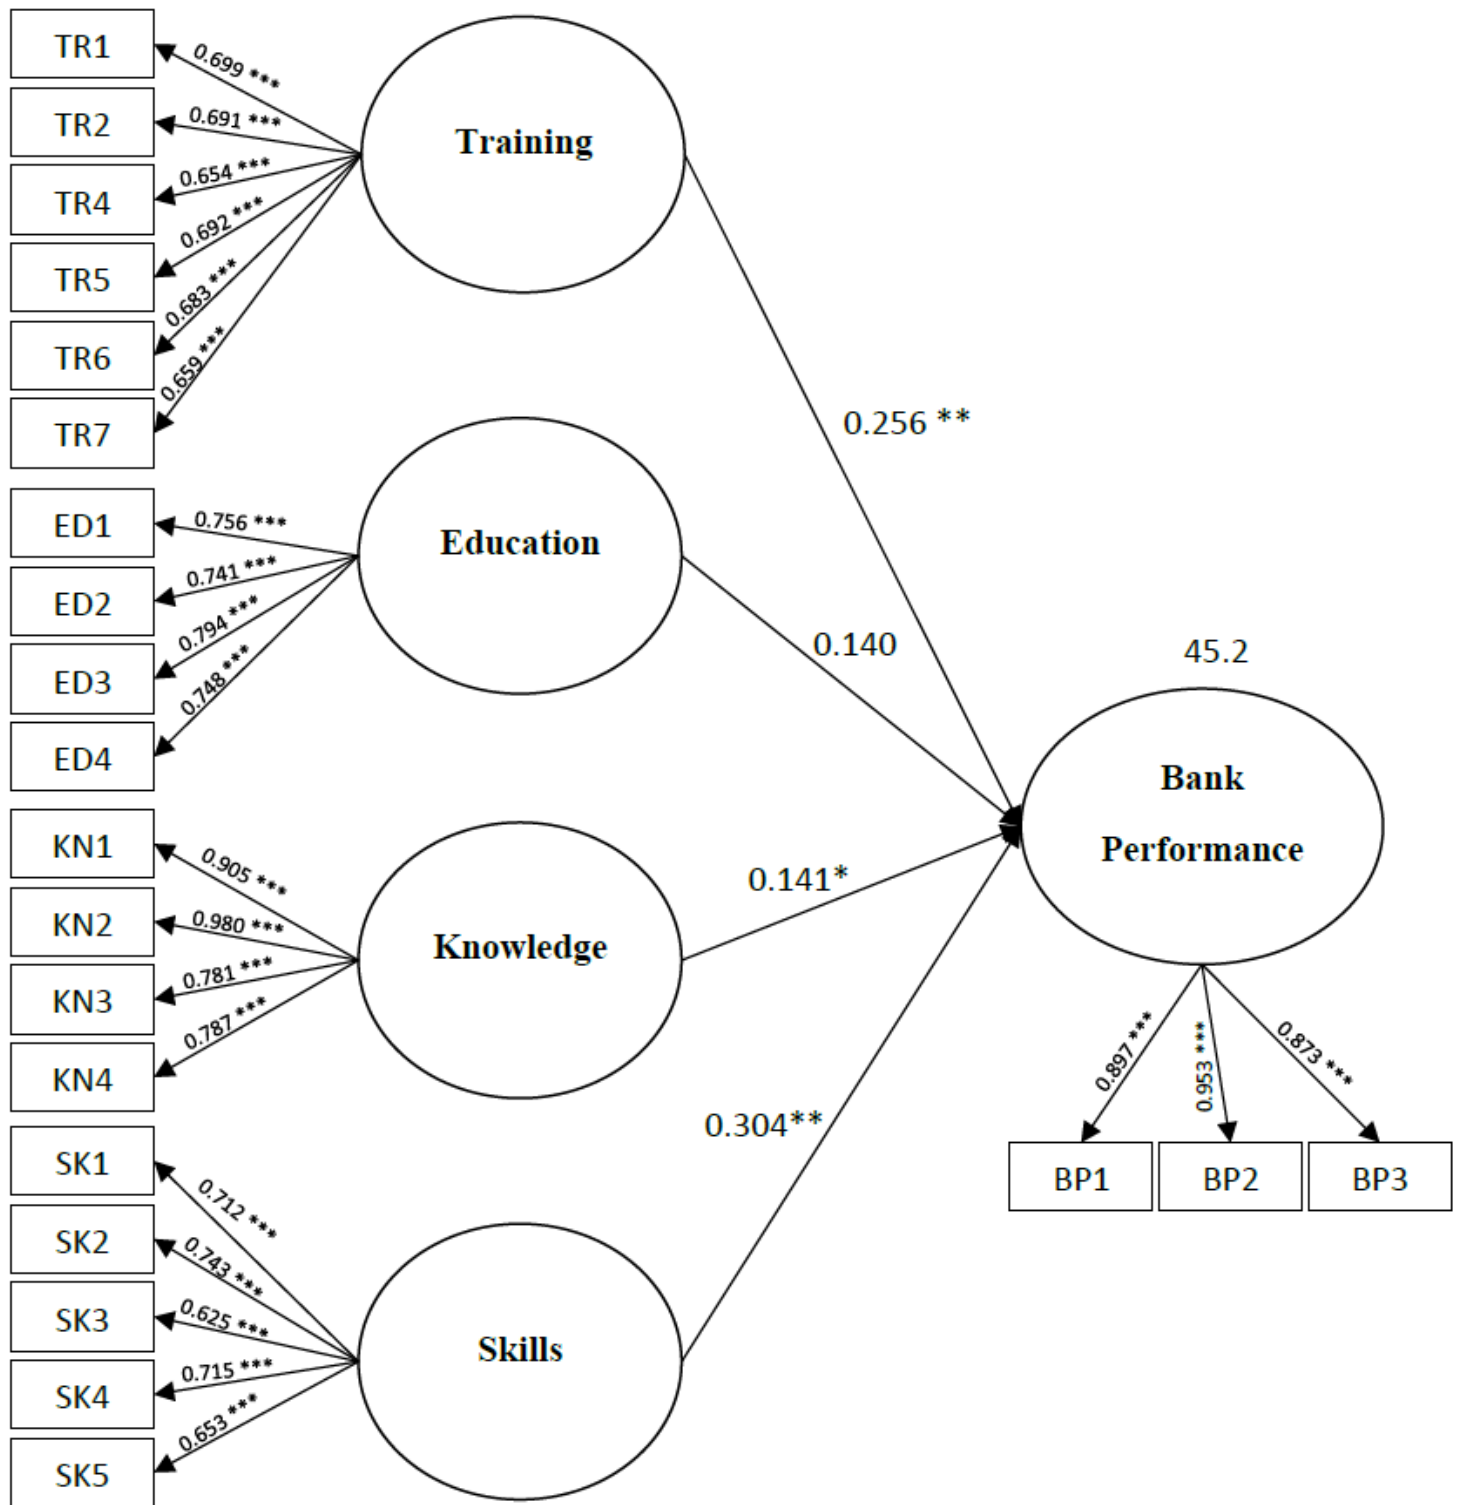 TR1
0.699 ***
TR2
0.691 ***
TR4
0.654 ***
TR5
0.692 ***
TR6
0.683 ***
TR7
0.659 ***
Training
0.256 **
ED1
0.756 ***
ED2
0.741 ***
ED3
0.794 ***
ED4
0.748 ***
Education
0.140
KN1
0.905 ***
KN2
0.980 ***
KN3
0.781 ***
KN4
0.787 ***
Knowledge
0.141*
SK1
0.712 ***
SK2
0.743 ***
SK3
0.625 ***
SK4
0.715 ***
SK5
0.653 ***
Skills
0.304**
45.2
Bank
Performance
0.897 ***
0.953 ***
0.873 ***
BP1
BP2
BP3